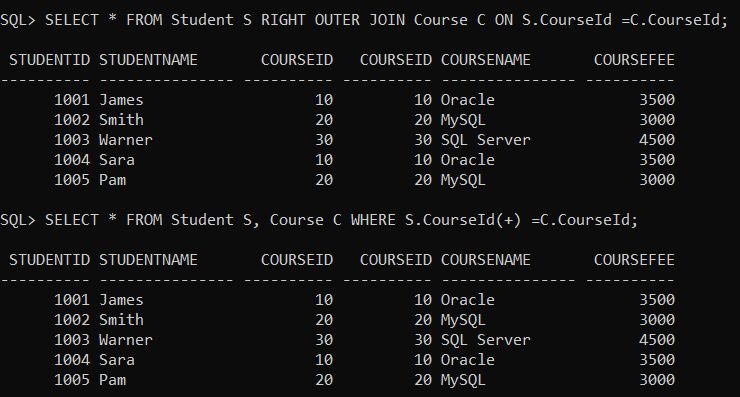 SQL> SELECT * FROM Student S RIGHT OUTER JOIN Course C ON S.CourseId =C.CourseId;
 STUDENTID STUDENTNAME       COURSEID   COURSEID COURSENAME       COURSEFEE
---------- --------------- ---------- ---------- --------------- ----------
      1001 James                   10         10 Oracle                3500
      1002 Smith                   20         20 MySQL                 3000
      1003 Warner                  30         30 SQL Server            4500
      1004 Sara                    10         10 Oracle                3500
      1005 Pam                     20         20 MySQL                 3000
SQL> SELECT * FROM Student S, Course C WHERE S.CourseId(+) =C.CourseId;
 STUDENTID STUDENTNAME       COURSEID   COURSEID COURSENAME       COURSEFEE
---------- --------------- ---------- ---------- --------------- ----------
      1001 James                   10         10 Oracle                3500
      1002 Smith                   20         20 MySQL                 3000
      1003 Warner                  30         30 SQL Server            4500
      1004 Sara                    10         10 Oracle                3500
      1005 Pam                     20         20 MySQL                 3000